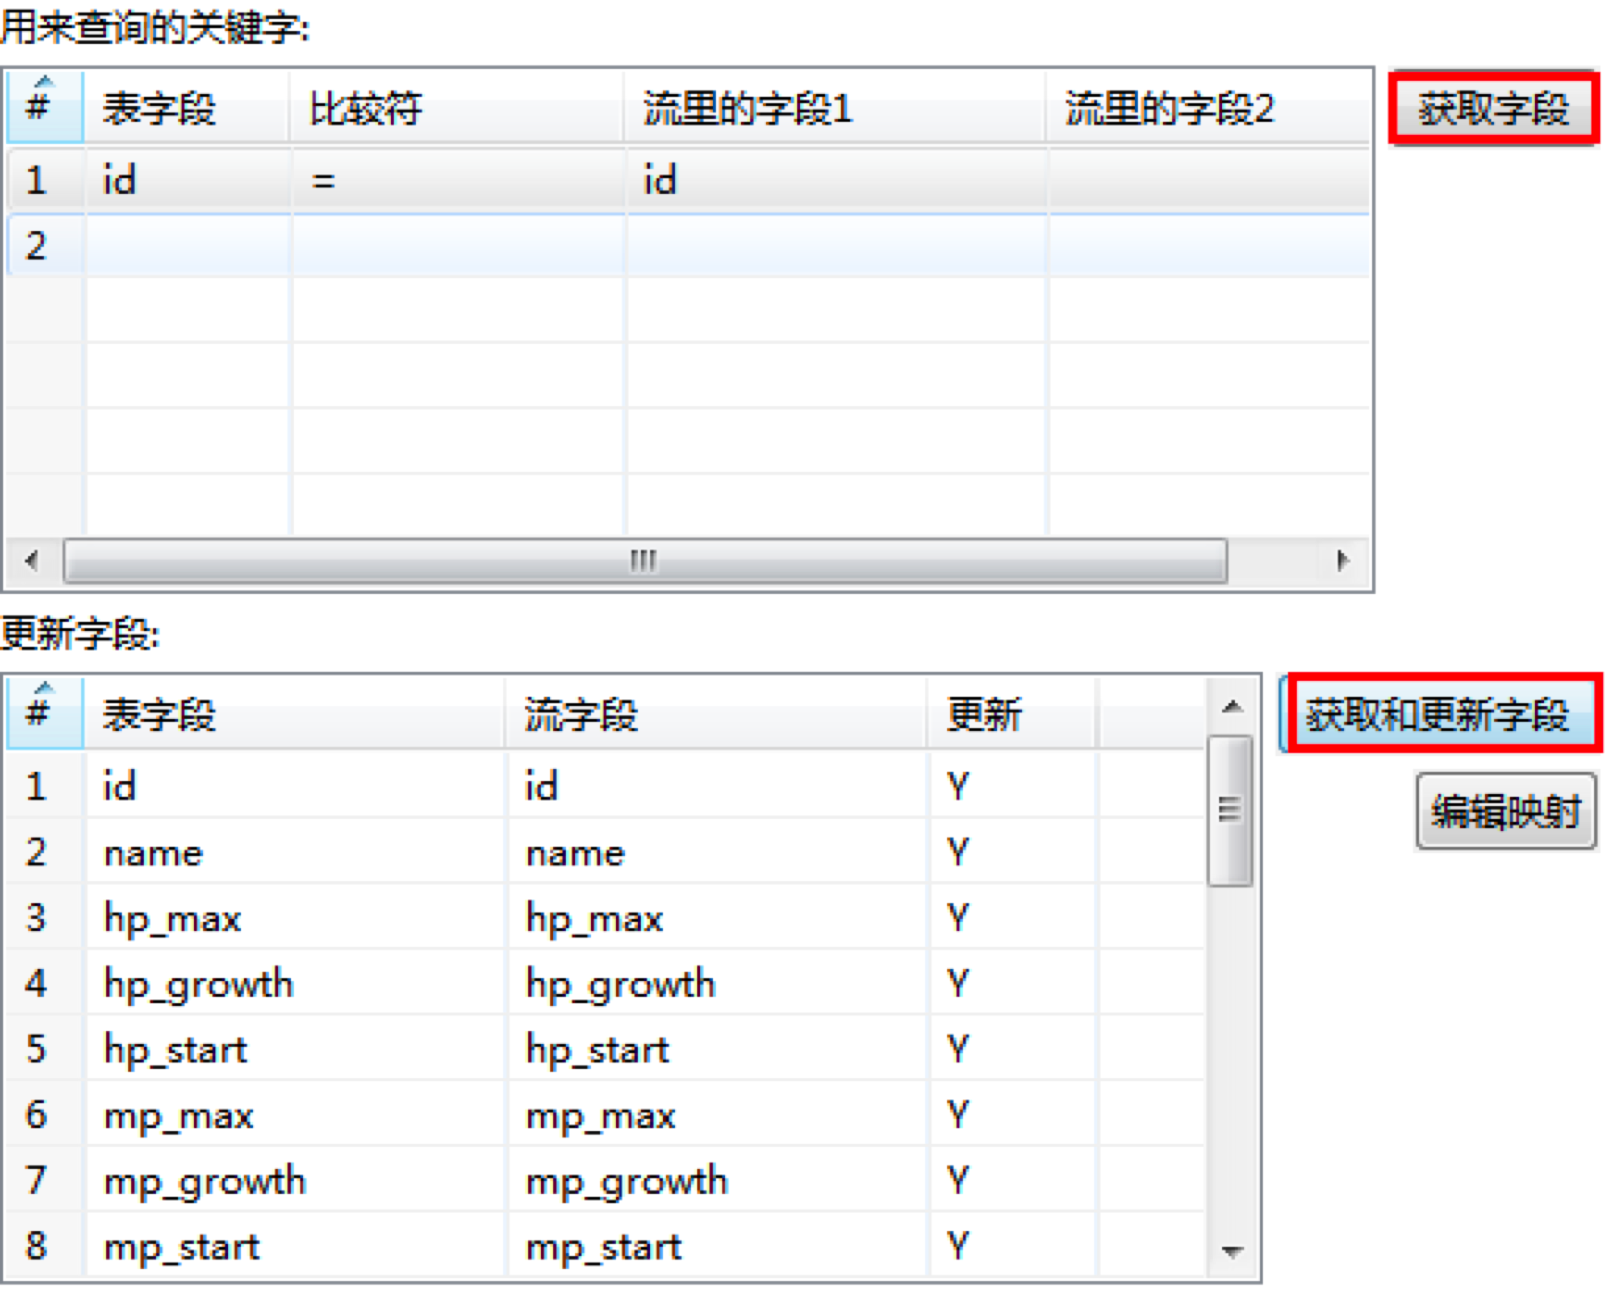 用来查询的关键字:
# 表字段 比较符 流里的字段1 流里的字段2 获取字段
1 id = id
2
更新字段:
# 表字段 流字段 更新 获取和更新字段
1 id id Y
编辑映射
2 name name Y
3 hp_max hp_max Y
4 hp_growth hp_growth Y
5 hp_start hp_start Y
6 mp_max mp_max Y
7 mp_growth mp_growth Y
8 mp_start mp_start Y